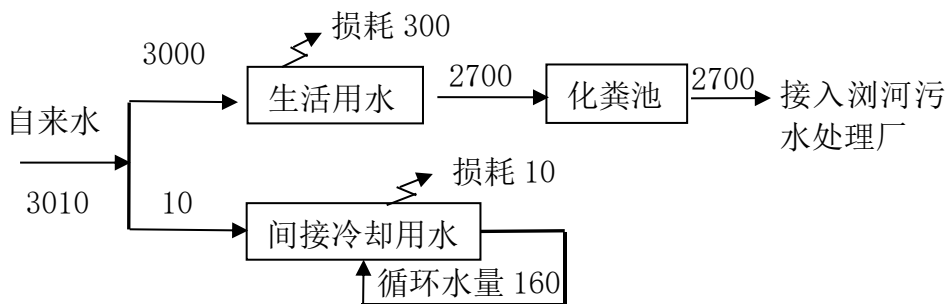 损耗 300
3000
生活用水
2700
化粪池
2700
接入浏河污
水处理厂
自来水
3010
10
损耗 10
间接冷却用水
循环水量 160